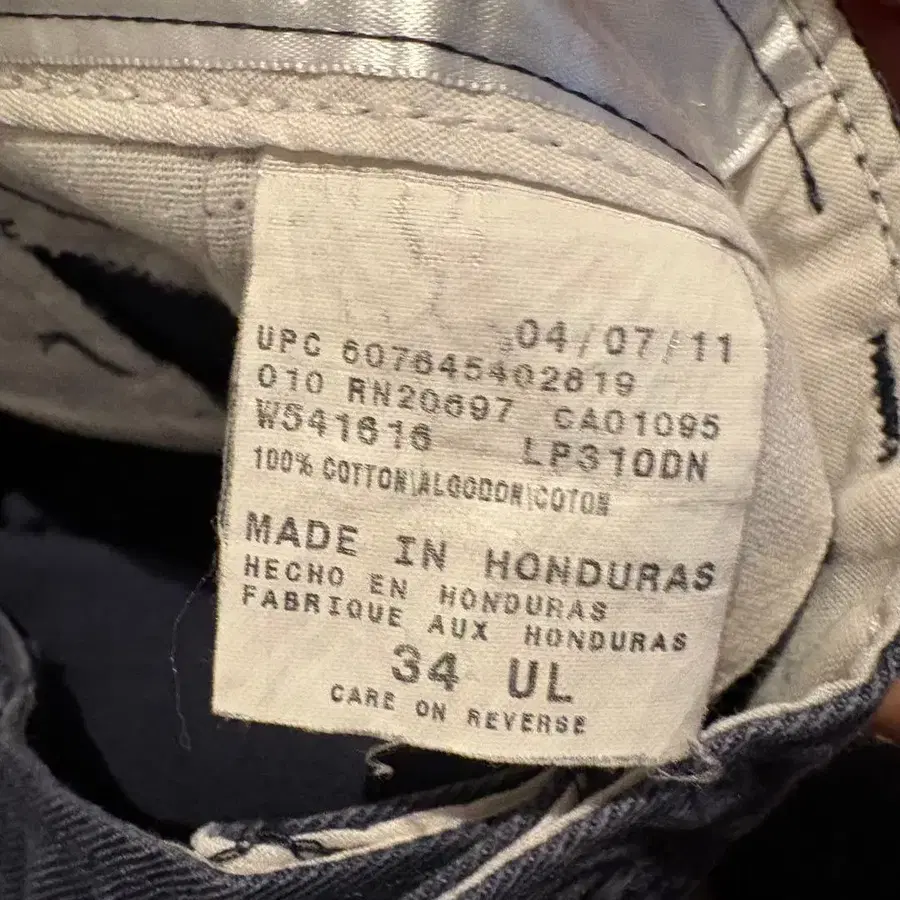 04/07/11
UPC 607645402619
010 RN20697 CA01095
W541616 LP310DN
100% COTTON\ALGODON\COTON
MADE IN HONDURAS
HECHO EN HONDURAS
FABRIQUE AUX HONDURAS
34 UL
CARE ON REVERSE